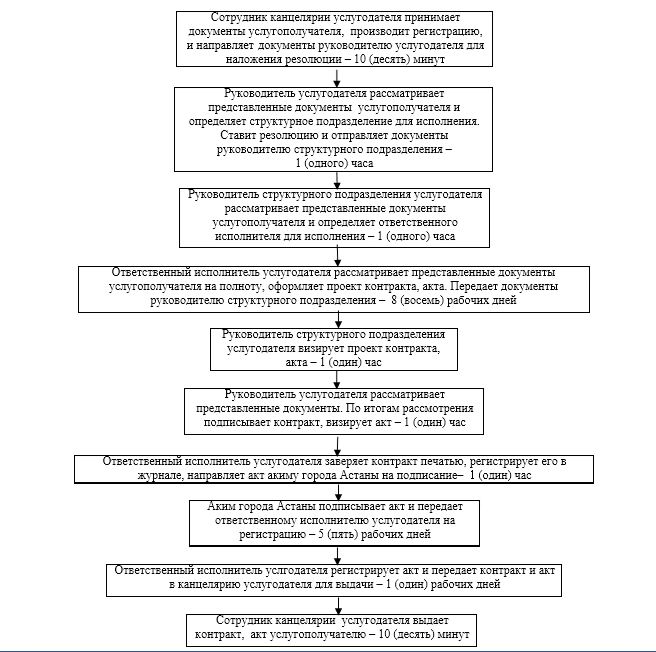 Сотрудник канцелярии услугодателя принимает
документы услугополучателя, производит регистрацию,
и направляет документы руководителю услугодателя для
наложения резолюции – 10 (десять) минут
Руководитель услугодателя рассматривает
представленные документы услугополучателя и
определяет структурное подразделение для исполнения.
Ставит резолюцию и отправляет документы
руководителю структурного подразделения –
1 (одного) часа
Руководитель структурного подразделения услугодателя
рассматривает представленные документы
услугополучателя и определяет ответственного
исполнителя для исполнения – 1 (одного) часа
Ответственный исполнитель услугодателя рассматривает представленные документы
услугополучателя на полноту, оформляет проект контракта, акта. Передает документы
руководителю структурного подразделения – 8 (восемь) рабочих дней
Руководитель структурного подразделения
услугодателя визирует проект контракта,
акта – 1 (один) час
Руководитель услугодателя рассматривает
представленные документы. По итогам рассмотрения
подписывает контракт, визирует акт – 1 (один) час
Ответственный исполнитель услугодателя заверяет контракт печатью, регистрирует его в
журнале, направляет акт акиму города Астаны на подписание– 1 (один) час
Аким города Астаны подписывает акт и передает
ответственному исполнителю услугодателя на
регистрацию – 5 (пять) рабочих дней
Ответственный исполнитель услгодателя регистрирует акт и передает контракт и акт
в канцелярию услугодателя для выдачи – 1 (один) рабочих дней
Сотрудник канцелярии услугодателя выдает
контракт, акт услугополучателю – 10 (десять) минут